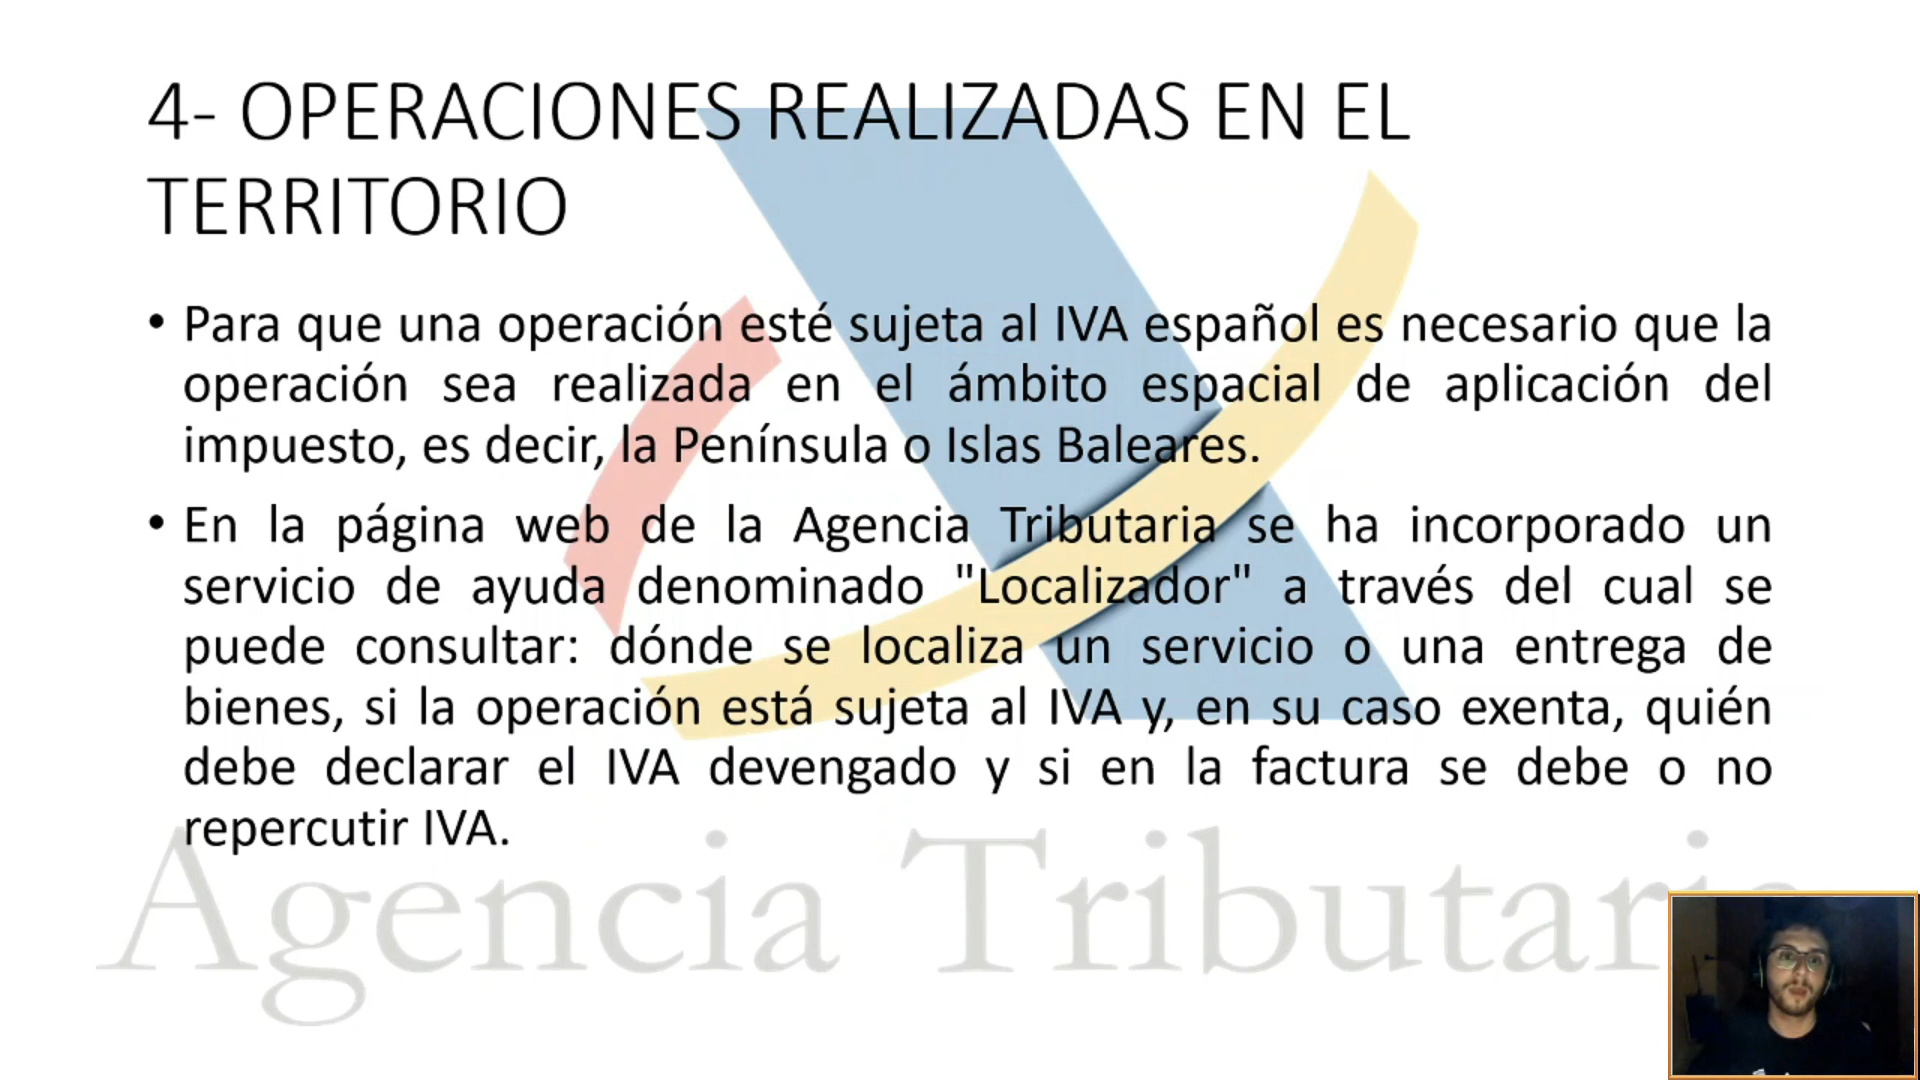 4- OPERACIONES REALIZADAS EN EL
TERRITORIO
• Para que una operación esté sujeta al IVA español es necesario que la
operación sea realizada en el ámbito espacial de aplicación del
impuesto, es decir, la Península o Islas Baleares.
• En la página web de la Agencia Tributaria se ha incorporado un
servicio de ayuda denominado "Localizador" a través del cual se
puede consultar: dónde se localiza un servicio o una entrega de
bienes, si la operación está sujeta al IVA y, en su caso exenta, quién
debe declarar el IVA devengado y si en la factura se debe o no
repercutir IVA.
Agencia Tributaria